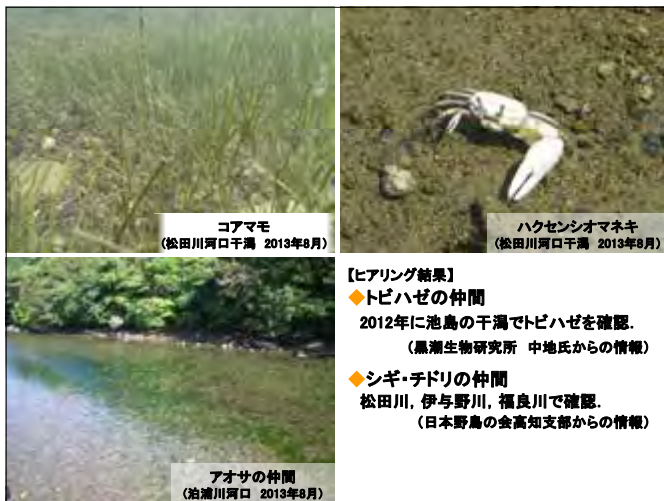 コアマモ
(松田川河口干潟 2013年8月)
ハクセンシオマネキ
(松田川河口干潟 2013年8月)
アオサの仲間
(泊浦川河口 2013年8月)
【ヒアリング結果】
◆トビハゼの仲間
2012年に池島の干潟でトビハゼを確認.
(黒潮生物研究所 中地氏からの情報)
◆シギ・チドリの仲間
松田川, 伊与野川, 福良川で確認.
(日本野鳥の会高知支部からの情報)